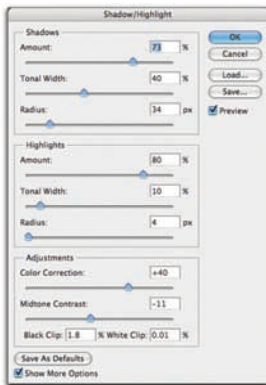 Shadow/Highlight
Shadows
Amount: 73 %
Tonal Width: 40 %
Radius: 34 px
Highlights
Amount: 80 %
Tonal Width: 10 %
Radius: 4 px
Adjustments
Color Correction: +40
Midtone Contrast: -11
Black Clip: 1.8 % White Clip: 0.01 %
Save As Defaults
Show More Options
OK
Cancel
Load...
Save...
Preview